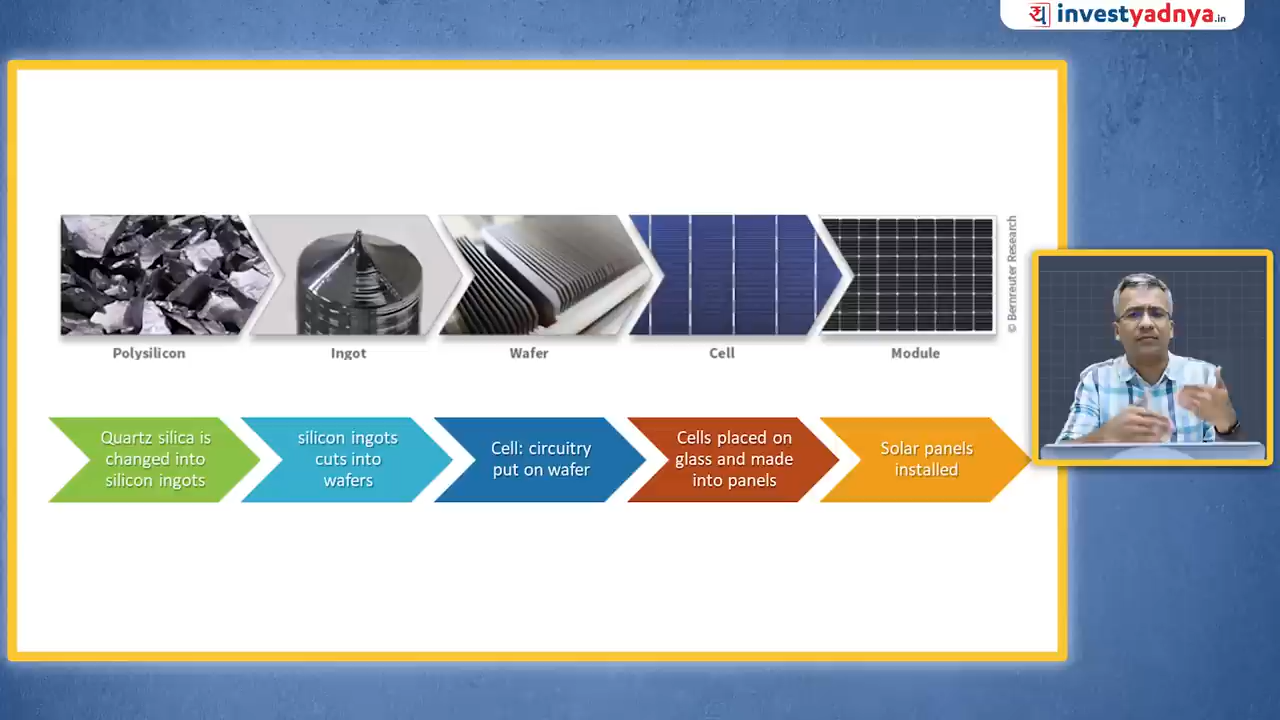 investyadnya.in
© Bernreuter Research
Polysilicon
Ingot
Wafer
Cell
Module
Quartz silica is
changed into
silicon ingots
silicon ingots
cuts into
wafers
Cell: circuitry
put on wafer
Cells placed on
glass and made
into panels
Solar panels
installed